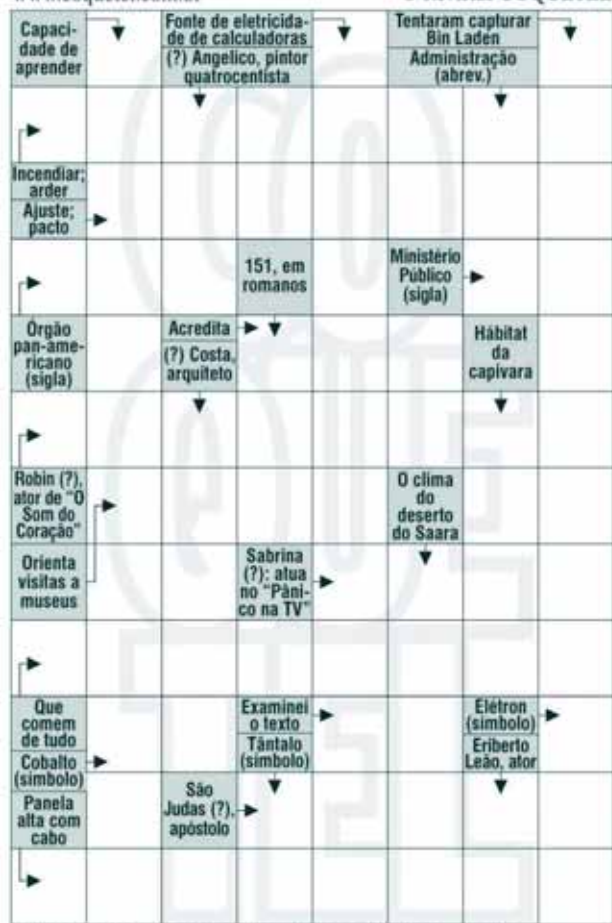 Capaci-
dade de
aprender
Fonte de eletricida-
de de calculadoras
(?) Angelico, pintor
quatrocentista
Tentaram capturar
Bin Laden
Administração
(abrev.)
Incendiar;
arder
Ajuste;
pacto
151, em
romanos
Ministério
Público
(sigla)
Órgão
pan-ame-
ricano
(sigla)
Acredita
(?) Costa,
arquiteto
Hábitat
da
capivara
Robin (?),
ator de "O
Som do
Coração"
O clima
do
deserto
do Saara
Orienta
visitas a
museus
Sabrina
(?): atua
no "Pâni-
co na TV"
Que
comem
de tudo
Cobalto
(símbolo)
Examinei
o texto
Tântalo
(símbolo)
Elétron
(símbolo)
Eriberto
Leão, ator
Panela
alta com
cabo
São
Judas (?),
apóstolo